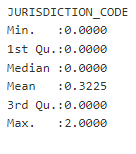 JURISDICTION_CODE
Min.   :0.0000
1st Qu.:0.0000
Median :0.0000
Mean   :0.3225
3rd Qu.:0.0000
Max.   :2.0000